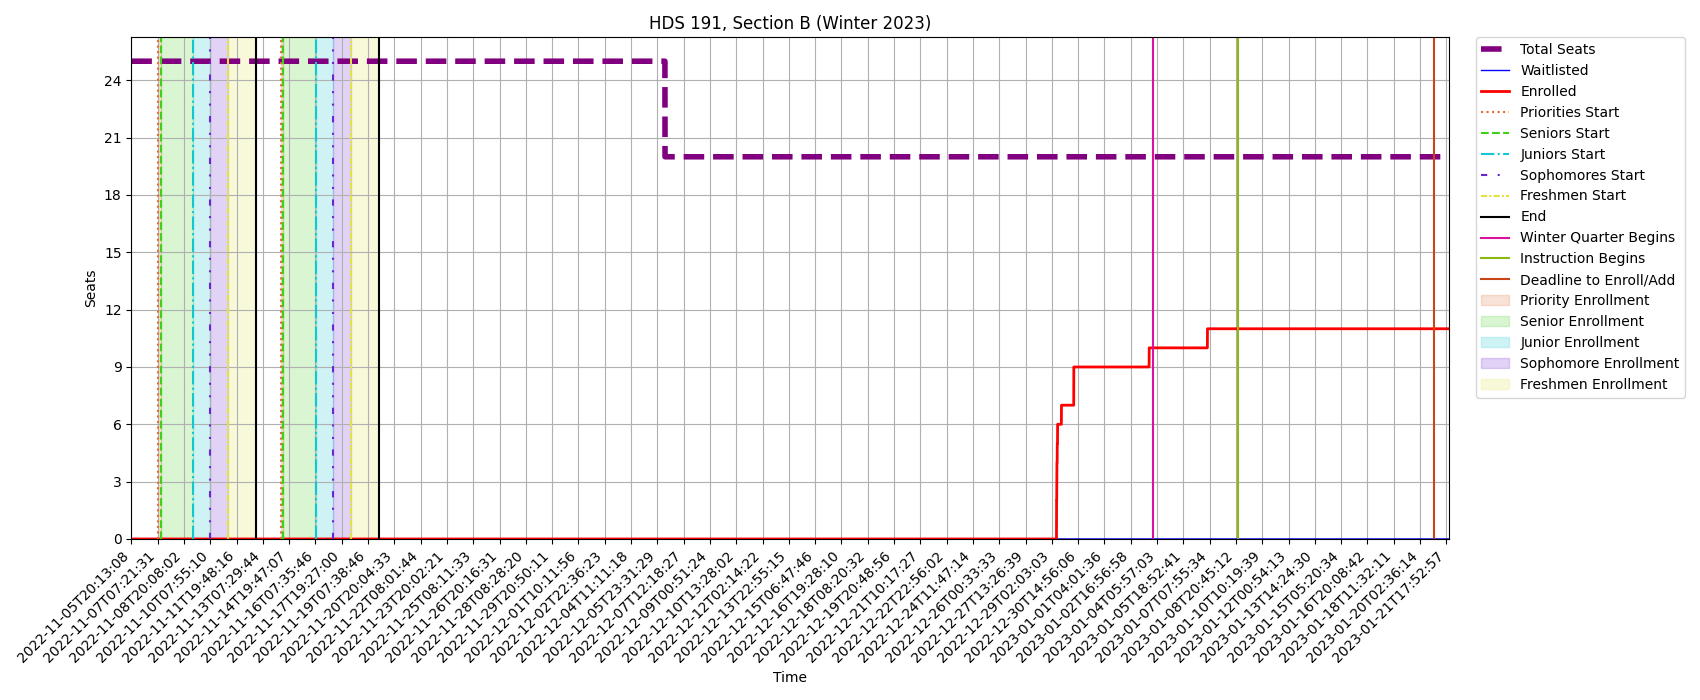 HDS 191, Section B (Winter 2023)
Seats
24
21
18
15
12
9
6
3
0
2022-11-05T20:13:08
2022-11-07T07:21:31
2022-11-08T20:08:02
2022-11-10T07:55:10
2022-11-11T19:48:16
2022-11-13T07:29:44
2022-11-14T19:47:07
2022-11-16T07:35:46
2022-11-17T19:27:00
2022-11-19T07:38:46
2022-11-20T20:04:33
2022-11-22T08:01:44
2022-11-23T20:02:21
2022-11-25T08:11:33
2022-11-26T20:16:31
2022-11-28T08:28:20
2022-11-29T20:50:11
2022-12-01T10:11:56
2022-12-02T22:36:23
2022-12-04T11:11:18
2022-12-05T23:31:29
2022-12-07T12:18:27
2022-12-09T00:51:24
2022-12-10T13:28:02
2022-12-12T02:14:22
2022-12-13T22:55:15
2022-12-15T06:47:46
2022-12-16T19:28:10
2022-12-18T08:20:32
2022-12-19T20:48:56
2022-12-21T10:17:27
2022-12-22T22:56:02
2022-12-24T11:47:14
2022-12-26T00:33:33
2022-12-27T13:26:39
2022-12-29T02:03:03
2022-12-30T14:56:06
2023-01-01T04:01:36
2023-01-02T16:56:58
2023-01-04T05:57:03
2023-01-05T18:52:41
2023-01-07T07:55:34
2023-01-08T20:45:12
2023-01-10T10:19:39
2023-01-12T00:54:13
2023-01-13T14:24:30
2023-01-15T05:20:34
2023-01-16T20:08:42
2023-01-18T11:32:11
2023-01-20T02:36:14
2023-01-21T17:52:57
Time
Total Seats
Waitlisted
Enrolled
Priorities Start
Seniors Start
Juniors Start
Sophomores Start
Freshmen Start
End
Winter Quarter Begins
Instruction Begins
Deadline to Enroll/Add
Priority Enrollment
Senior Enrollment
Junior Enrollment
Sophomore Enrollment
Freshmen Enrollment